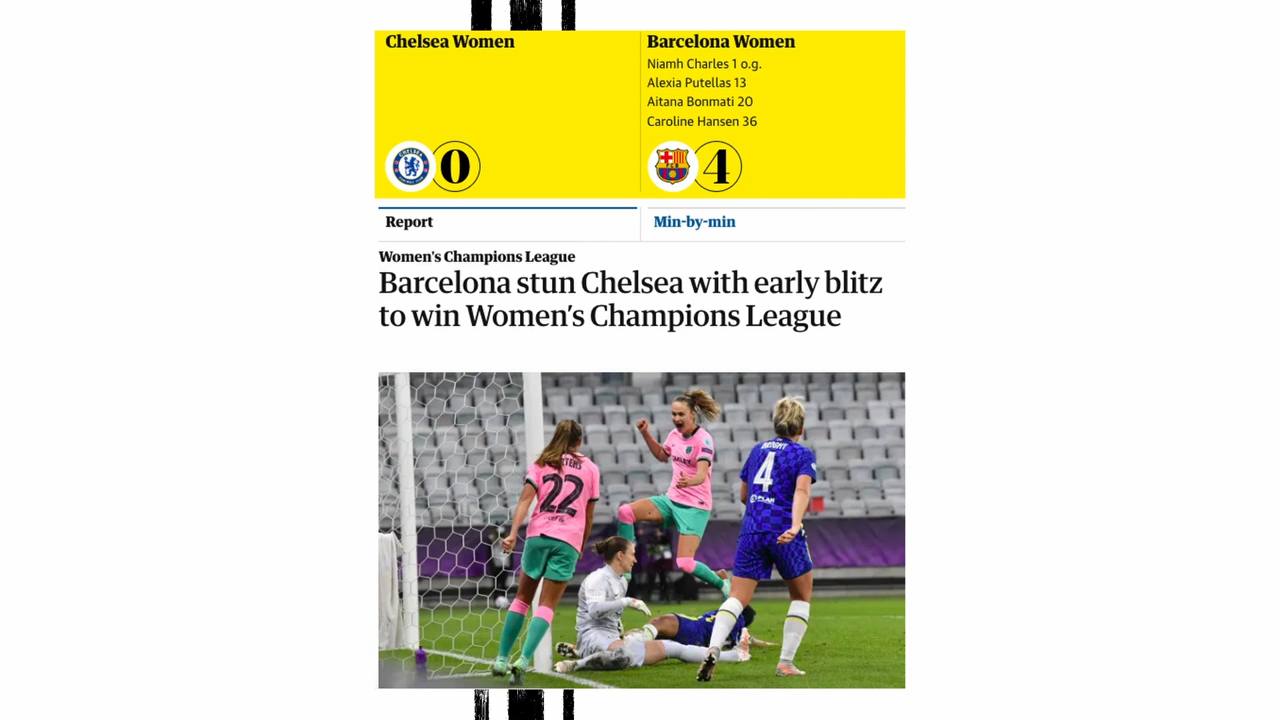 Chelsea Women
0
Barcelona Women
Niamh Charles 1 o.g.
Alexia Putellas 13
Aitana Bonmati 20
Caroline Hansen 36
4
Report
Min-by-min
Women's Champions League
Barcelona stun Chelsea with early blitz
to win Women's Champions League
22
4